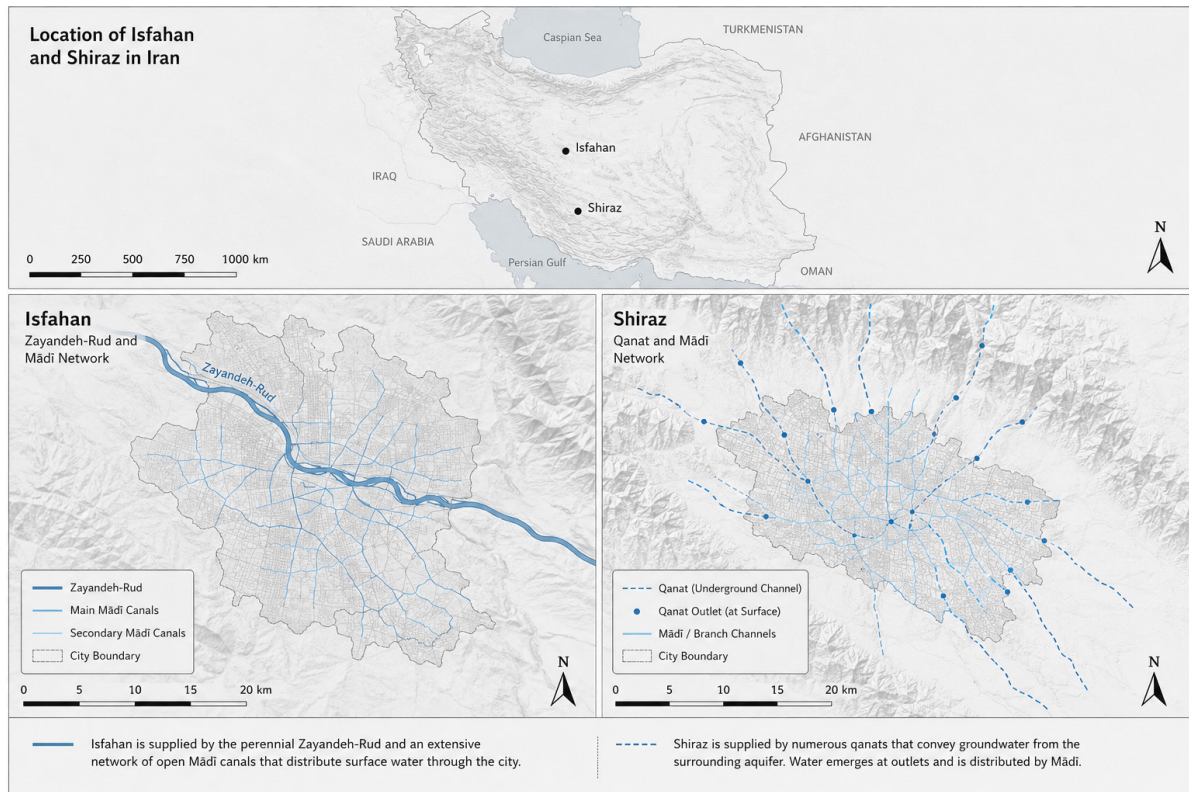 Location of Isfahan
and Shiraz in Iran
Caspian Sea
TURKMENISTAN
AFGHANISTAN
Isfahan
IRAQ
Shiraz
SAUDI ARABIA
Persian Gulf
OMAN
0 250 500 750 1000 km
N
Isfahan
Zayandeh-Rud and
Mādī Network
Zayandeh-Rud
Zayandeh-Rud
Main Mādī Canals
Secondary Mādī Canals
City Boundary
0 5 10 15 20 km
N
Shiraz
Qanat and Mādī
Network
Qanat (Underground Channel)
Qanat Outlet (at Surface)
Mādī / Branch Channels
City Boundary
0 5 10 15 20 km
N
Isfahan is supplied by the perennial Zayandeh-Rud and an extensive
network of open Mādī canals that distribute surface water through the city.
Shiraz is supplied by numerous qanats that convey groundwater from the
surrounding aquifer. Water emerges at outlets and is distributed by Mādī.